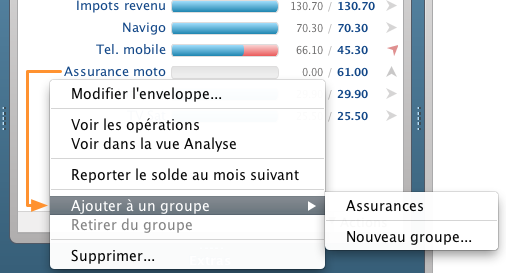 Impots revenu 130.70 / 130.70
Navigo 70.30 / 70.30
Tel. mobile 66.10 / 45.30
Assurance moto 0.00 / 61.00
Modifier l'enveloppe... / 29.90
Voir les opérations / 25.50
Voir dans la vue Analyse
Reporter le solde au mois suivant
Ajouter à un groupe Assurances
Retirer du groupe
Nouveau groupe...
Supprimer...